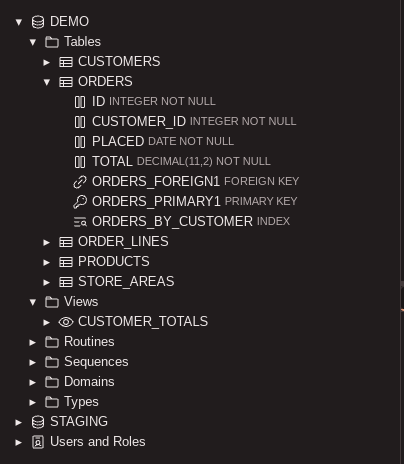 DEMO
Tables
CUSTOMERS
ORDERS
ID INTEGER NOT NULL
CUSTOMER_ID INTEGER NOT NULL
PLACED DATE NOT NULL
TOTAL DECIMAL(11,2) NOT NULL
ORDERS_FOREIGN1 FOREIGN KEY
ORDERS_PRIMARY1 PRIMARY KEY
ORDERS_BY_CUSTOMER INDEX
ORDER_LINES
PRODUCTS
STORE_AREAS
Views
CUSTOMER_TOTALS
Routines
Sequences
Domains
Types
STAGING
Users and Roles